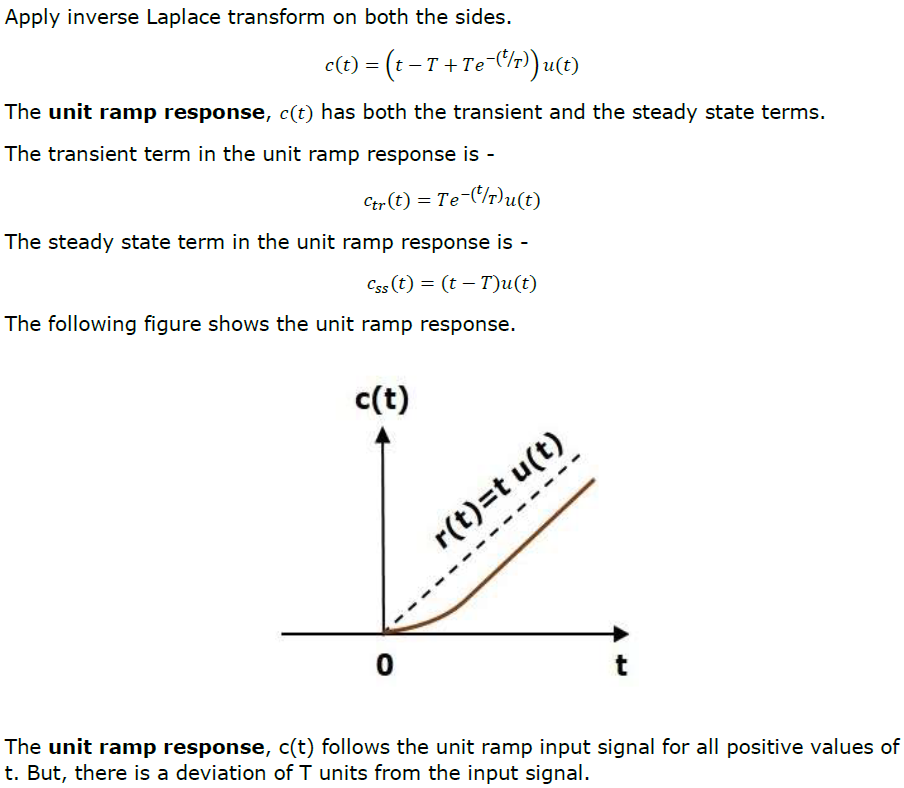 Apply inverse Laplace transform on both the sides.
c(t) = (t − T + Te^−(t/T)) u(t)
The unit ramp response, c(t) has both the transient and the steady state terms.
The transient term in the unit ramp response is -
c_tr(t) = Te^−(t/T)u(t)
The steady state term in the unit ramp response is -
c_ss(t) = (t − T)u(t)
The following figure shows the unit ramp response.
c(t)
r(t)=t u(t)
0
t
The unit ramp response, c(t) follows the unit ramp input signal for all positive values of
t. But, there is a deviation of T units from the input signal.